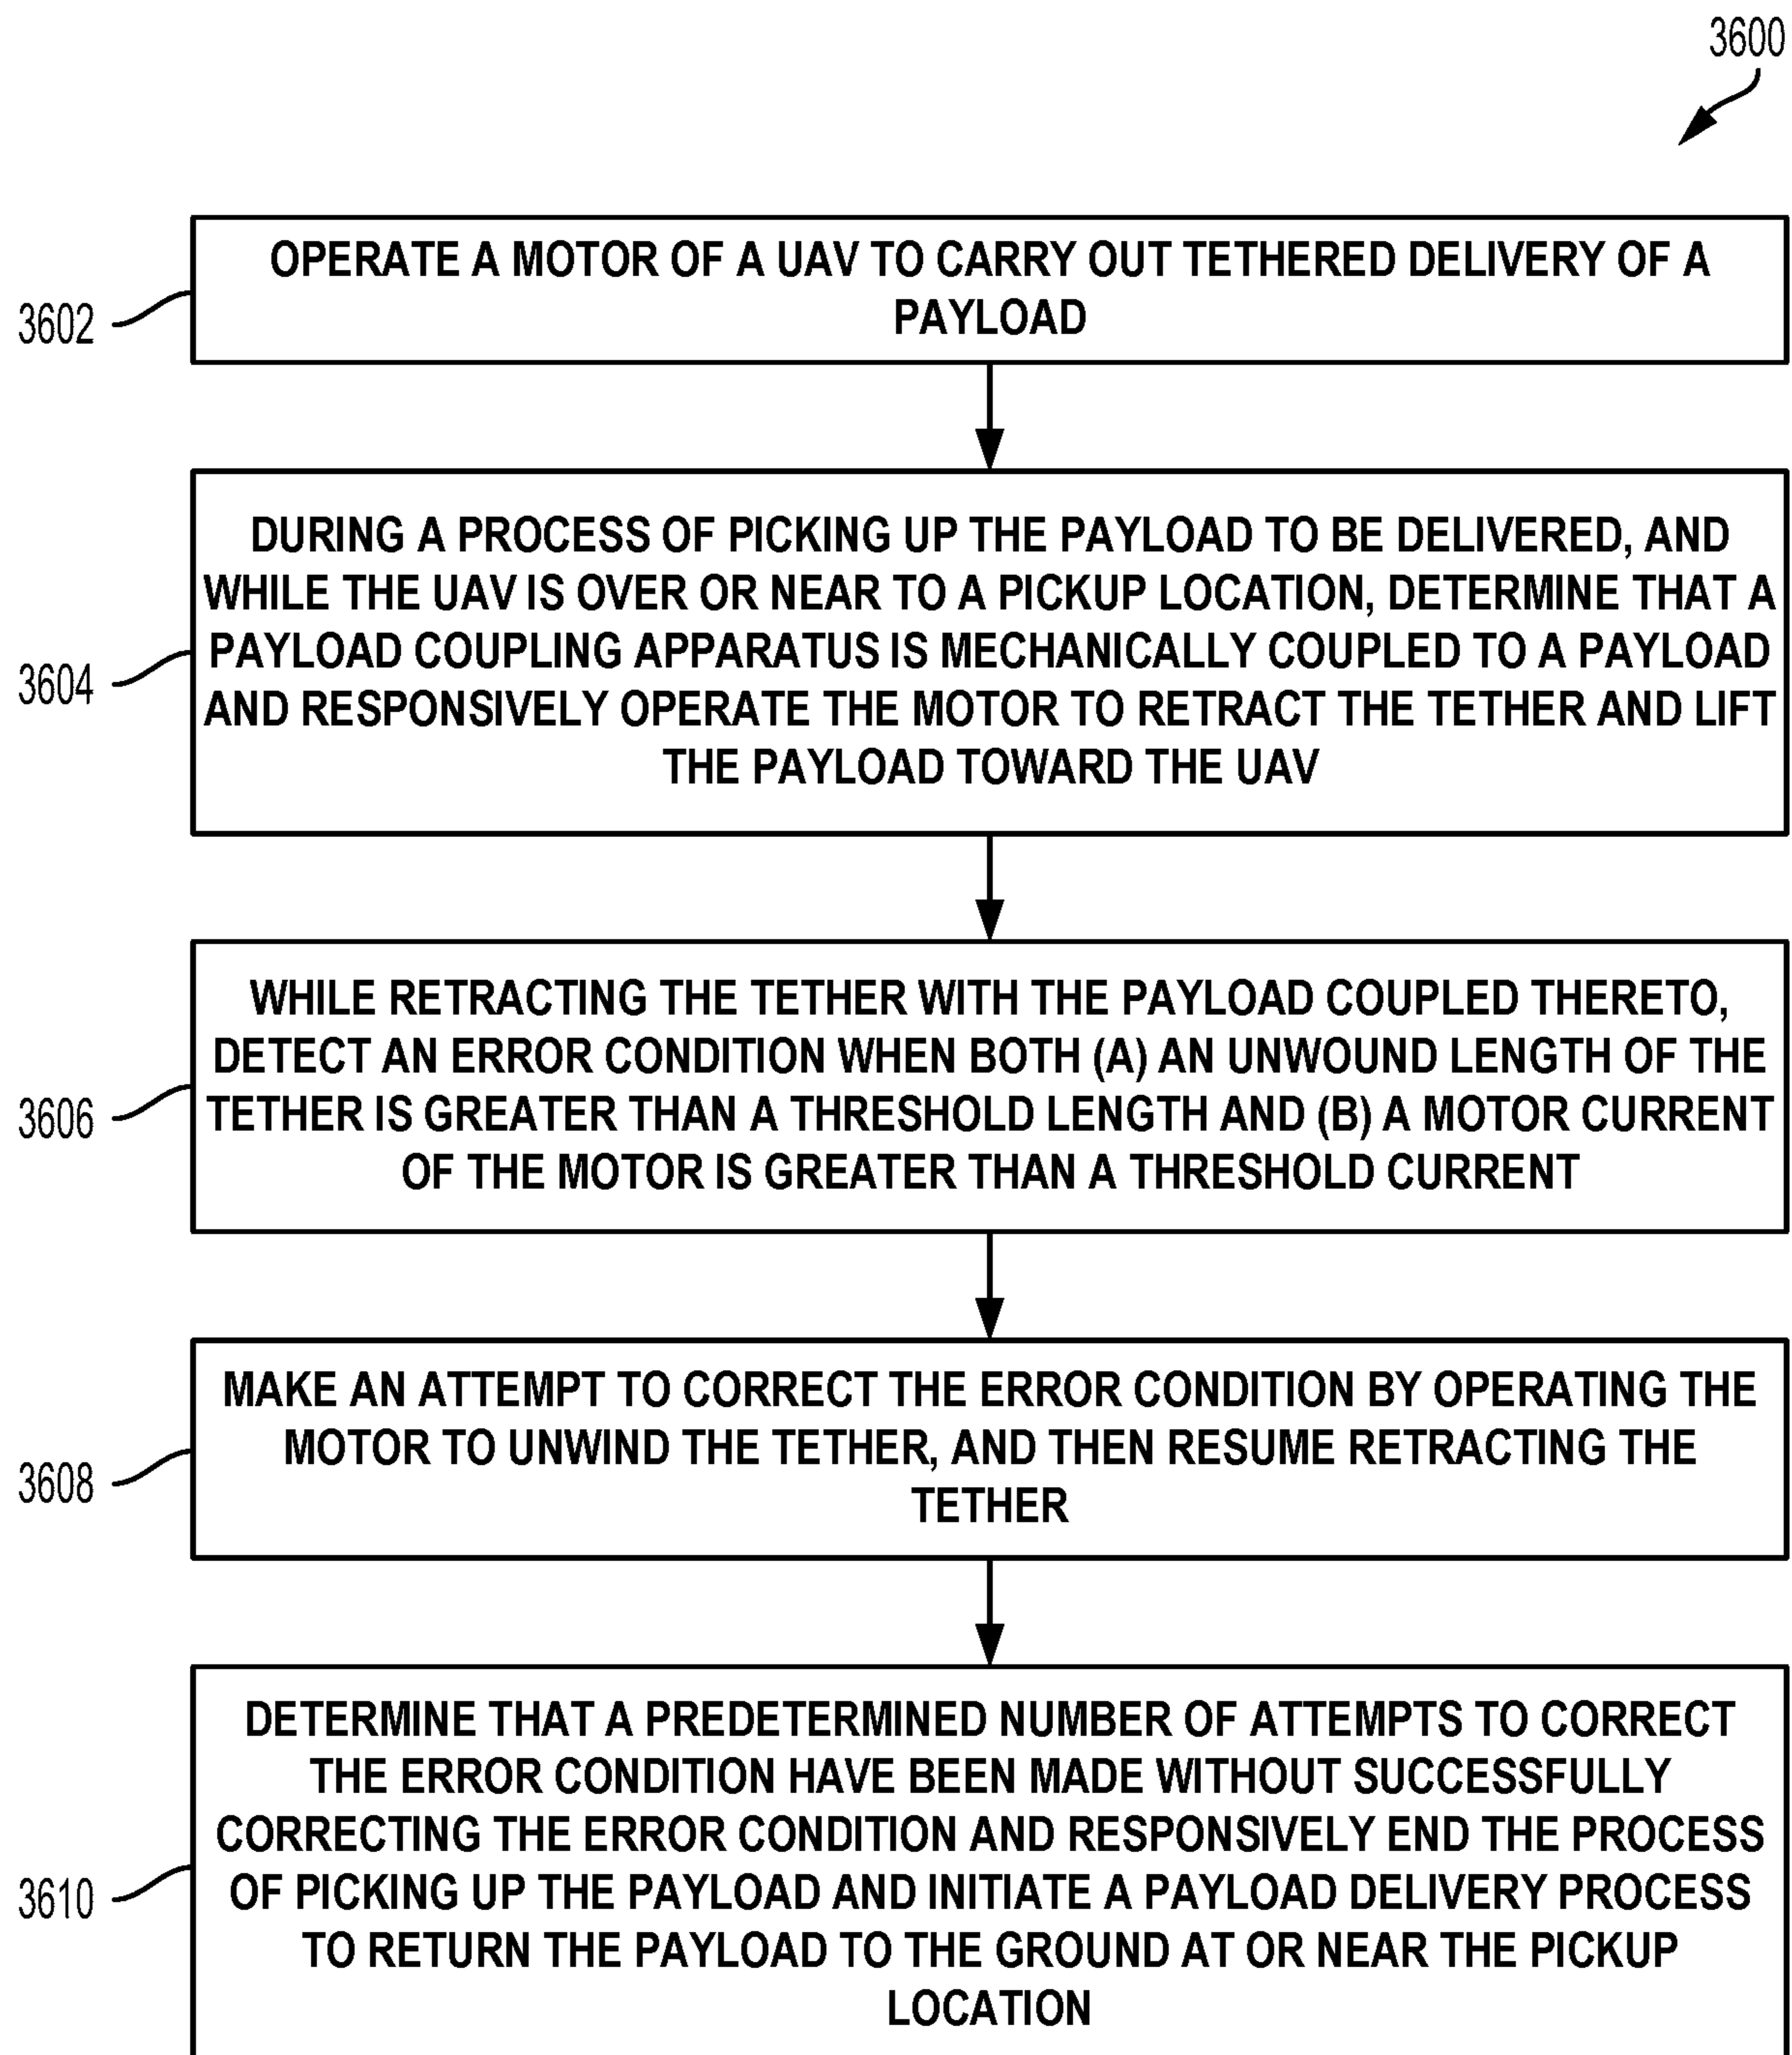 3600
OPERATE A MOTOR OF A UAV TO CARRY OUT TETHERED DELIVERY OF A
PAYLOAD
3602
DURING A PROCESS OF PICKING UP THE PAYLOAD TO BE DELIVERED, AND
WHILE THE UAV IS OVER OR NEAR TO A PICKUP LOCATION, DETERMINE THAT A
PAYLOAD COUPLING APPARATUS IS MECHANICALLY COUPLED TO A PAYLOAD
AND RESPONSIVELY OPERATE THE MOTOR TO RETRACT THE TETHER AND LIFT
THE PAYLOAD TOWARD THE UAV
3604
WHILE RETRACTING THE TETHER WITH THE PAYLOAD COUPLED THERETO,
DETECT AN ERROR CONDITION WHEN BOTH (A) AN UNWOUND LENGTH OF THE
TETHER IS GREATER THAN A THRESHOLD LENGTH AND (B) A MOTOR CURRENT
OF THE MOTOR IS GREATER THAN A THRESHOLD CURRENT
3606
MAKE AN ATTEMPT TO CORRECT THE ERROR CONDITION BY OPERATING THE
MOTOR TO UNWIND THE TETHER, AND THEN RESUME RETRACTING THE
TETHER
3608
DETERMINE THAT A PREDETERMINED NUMBER OF ATTEMPTS TO CORRECT
THE ERROR CONDITION HAVE BEEN MADE WITHOUT SUCCESSFULLY
CORRECTING THE ERROR CONDITION AND RESPONSIVELY END THE PROCESS
OF PICKING UP THE PAYLOAD AND INITIATE A PAYLOAD DELIVERY PROCESS
TO RETURN THE PAYLOAD TO THE GROUND AT OR NEAR THE PICKUP
LOCATION
3610